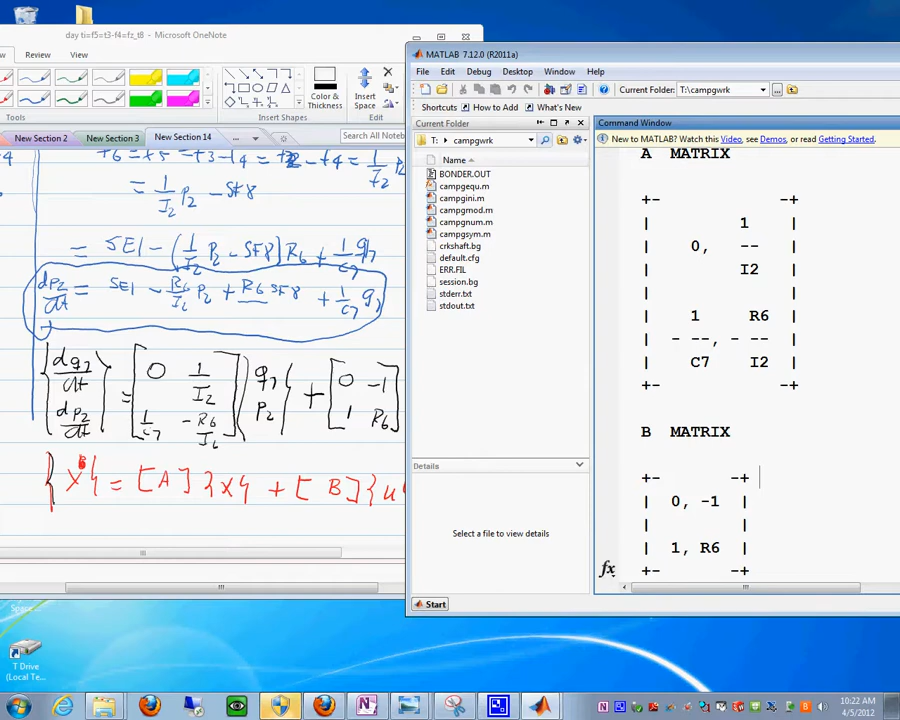 day ti=f5=t3-f4=fz_t8 - Microsoft OneNote
Review View
Color &
Thickness
Insert
Space
Tools
Insert Shapes
New Section 2 New Section 3 New Section 14 ... Search All Notebo
= 1/I2 P2 - SF8
= SE1 - (1/I2 P2 - SF8) R6 + 1/C7 q7
dP2/dt = SE1 - R6/I2 P2 + R6 SF8 + 1/C7 q7
dq7/dt 0 1/I2 q7 0 -1
= +
dP2/dt 1/C7 -R6/I2 P2 1 R6
{X} = [A] {X} + [B] {u
MATLAB 7.12.0 (R2011a)
File Edit Debug Desktop Window Help
Current Folder: T:\campgwrk
Shortcuts How to Add What's New
Current Folder
T: ▸ campgwrk
Name
BONDER.OUT
campgequ.m
campgini.m
campgmod.m
campgnum.m
campgsym.m
crkshaft.bg
default.cfg
ERR.FIL
session.bg
stderr.txt
stdout.txt
Details
Select a file to view details
Start
Command Window
New to MATLAB? Watch this Video, see Demos, or read Getting Started.
A MATRIX
+- -+
| 1 |
| 0, -- |
| I2 |
| |
| 1 R6 |
| - --, - -- |
| C7 I2 |
+- -+
B MATRIX
+- -+
| 0, -1 |
| |
| 1, R6 |
+- -+
fx
T Drive
10:22 AM
4/5/2012